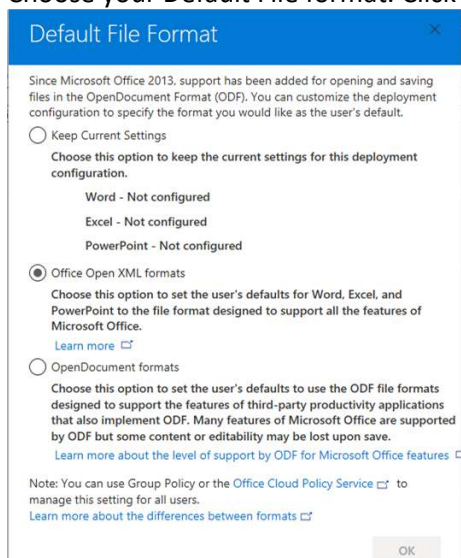 Choose your Default File format. Click
Default File Format
Since Microsoft Office 2013, support has been added for opening and saving
files in the OpenDocument Format (ODF). You can customize the deployment
configuration to specify the format you would like as the user's default.
Keep Current Settings
Choose this option to keep the current settings for this deployment
configuration.
Word - Not configured
Excel - Not configured
PowerPoint - Not configured
Office Open XML formats
Choose this option to set the user's defaults for Word, Excel, and
PowerPoint to the file format designed to support all the features of
Microsoft Office.
Learn more
OpenDocument formats
Choose this option to set the user's defaults to use the ODF file formats
designed to support the features of third-party productivity applications
that also implement ODF. Many features of Microsoft Office are supported
by ODF but some content or editability may be lost upon save.
Learn more about the level of support by ODF for Microsoft Office features
Note: You can use Group Policy or the Office Cloud Policy Service to
manage this setting for all users.
Learn more about the differences between formats
OK